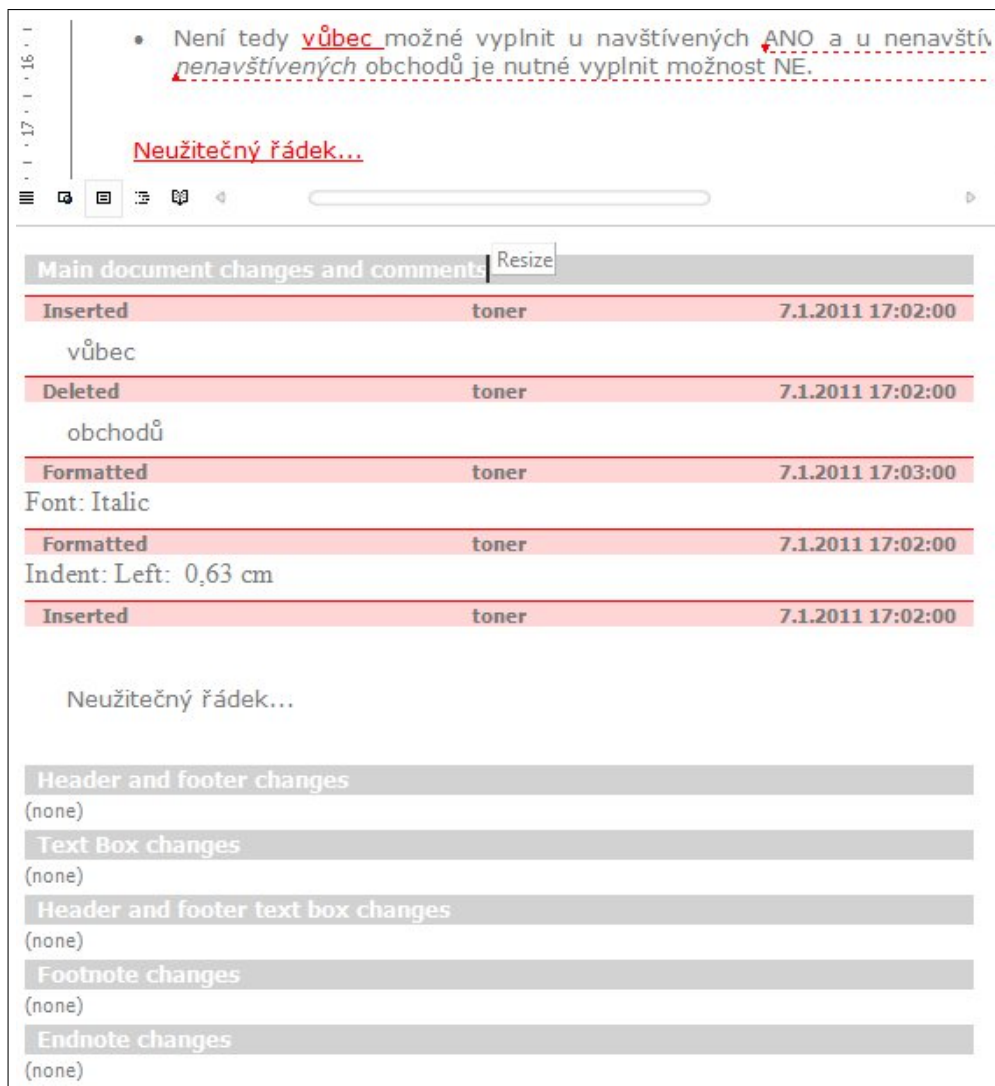 • Není tedy vůbec možné vyplnit u navštívených ANO a u
nenavštívených obchodů je nutné vyplnit možnost NE.
16
17
Neužitečný řádek...
Main document changes and comments
Resize
Inserted toner 7.1.2011 17:02:00
vůbec
Deleted toner 7.1.2011 17:02:00
obchodů
Formatted toner 7.1.2011 17:03:00
Font: Italic
Formatted toner 7.1.2011 17:02:00
Indent: Left: 0,63 cm
Inserted toner 7.1.2011 17:02:00
Neužitečný řádek...
Header and footer changes
(none)
Text Box changes
(none)
Header and footer text box changes
(none)
Footnote changes
(none)
Endnote changes
(none)